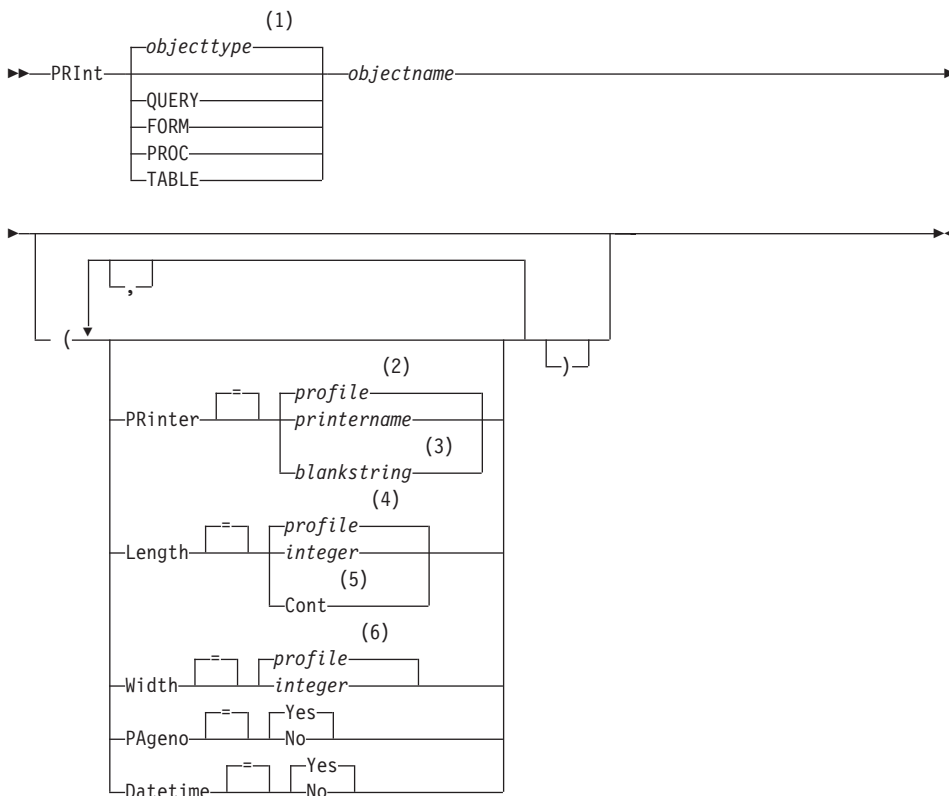 (1)
objecttype
PRInt objectname
QUERY
FORM
PROC
TABLE
,
(
)
(2)
profile
PRinter = printername
(3)
blankstring
(4)
profile
Length = integer
(5)
Cont
(6)
profile
Width = integer
Yes
PAgeno = No
Yes
Datetime = No